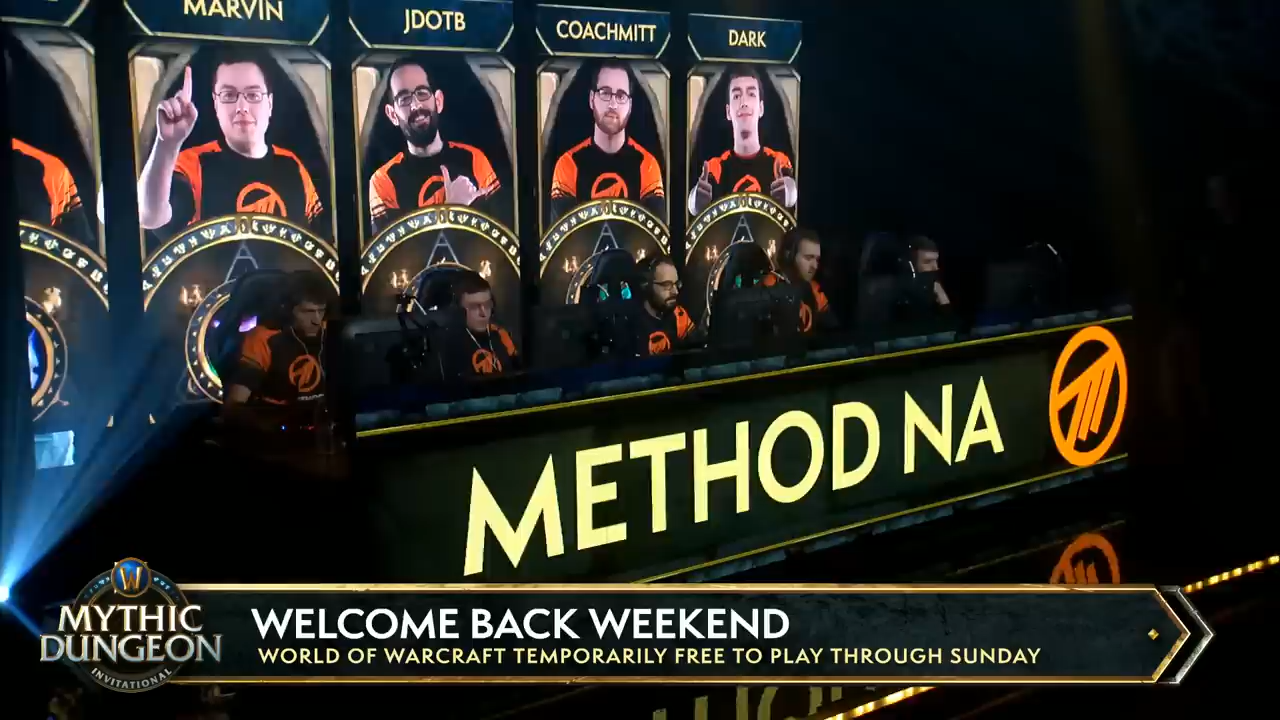 MARVIN
JDOTB
COACHMITT
DARK
METHOD NA
MYTHIC
DUNGEON
INVITATIONAL
WELCOME BACK WEEKEND
WORLD OF WARCRAFT TEMPORARILY FREE TO PLAY THROUGH SUNDAY